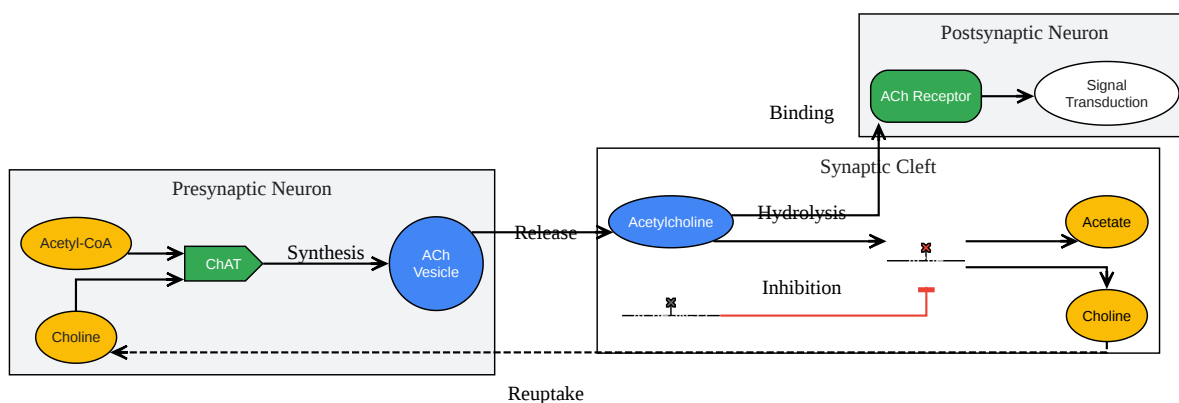 Postsynaptic Neuron
ACh Receptor
Signal
Transduction
Binding
Synaptic Cleft
Presynaptic Neuron
Acetylcholine
Hydrolysis
Acetate
Acetyl-CoA
ChAT
Synthesis
ACh
Vesicle
Release
Inhibition
Choline
Choline
Reuptake